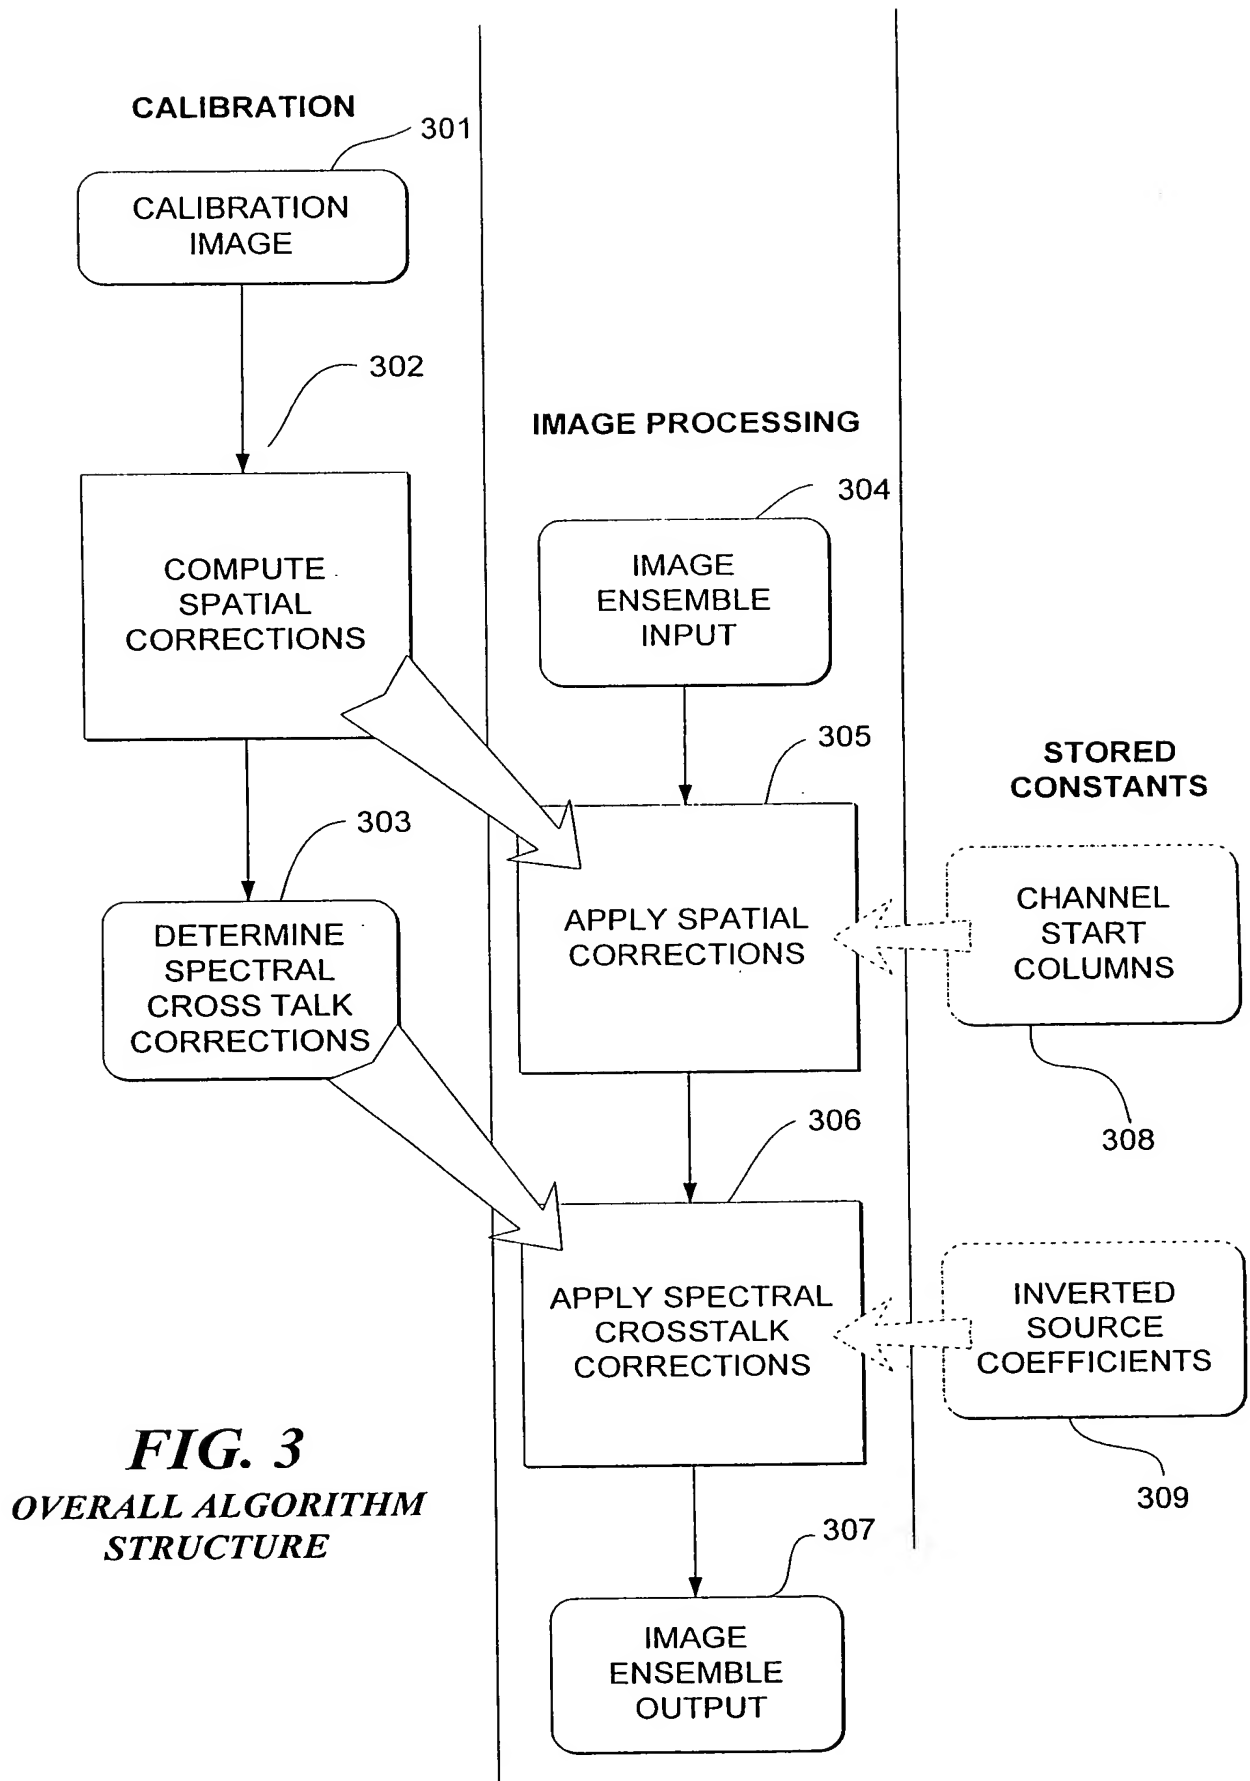 CALIBRATION
301
CALIBRATION
IMAGE
302
COMPUTE
SPATIAL
CORRECTIONS
303
DETERMINE
SPECTRAL
CROSS TALK
CORRECTIONS
IMAGE PROCESSING
304
IMAGE
ENSEMBLE
INPUT
305
APPLY SPATIAL
CORRECTIONS
306
APPLY SPECTRAL
CROSSTALK
CORRECTIONS
307
IMAGE
ENSEMBLE
OUTPUT
STORED
CONSTANTS
CHANNEL
START
COLUMNS
308
INVERTED
SOURCE
COEFFICIENTS
309
FIG. 3
OVERALL ALGORITHM
STRUCTURE